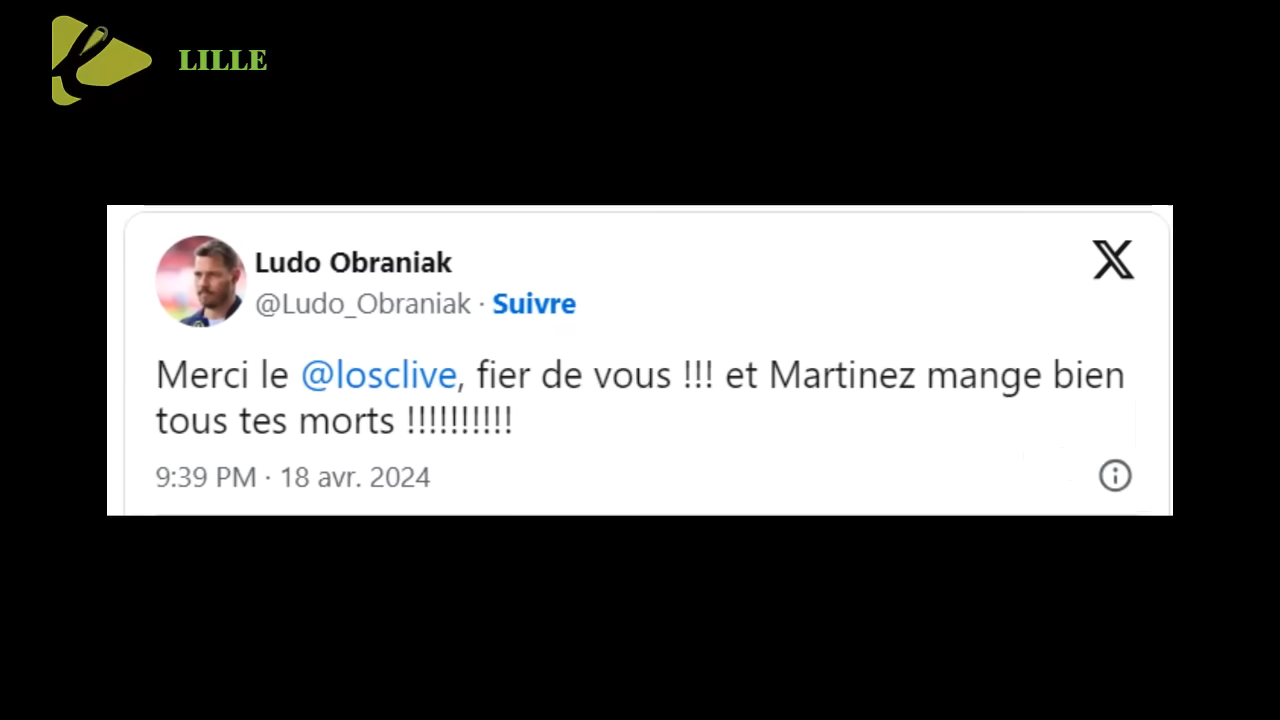 LILLE
Ludo Obraniak
@Ludo_Obraniak · Suivre
Merci le @losclive, fier de vous !!! et Martinez mange bien
tous tes morts !!!!!!!!!!
9:39 PM · 18 avr. 2024